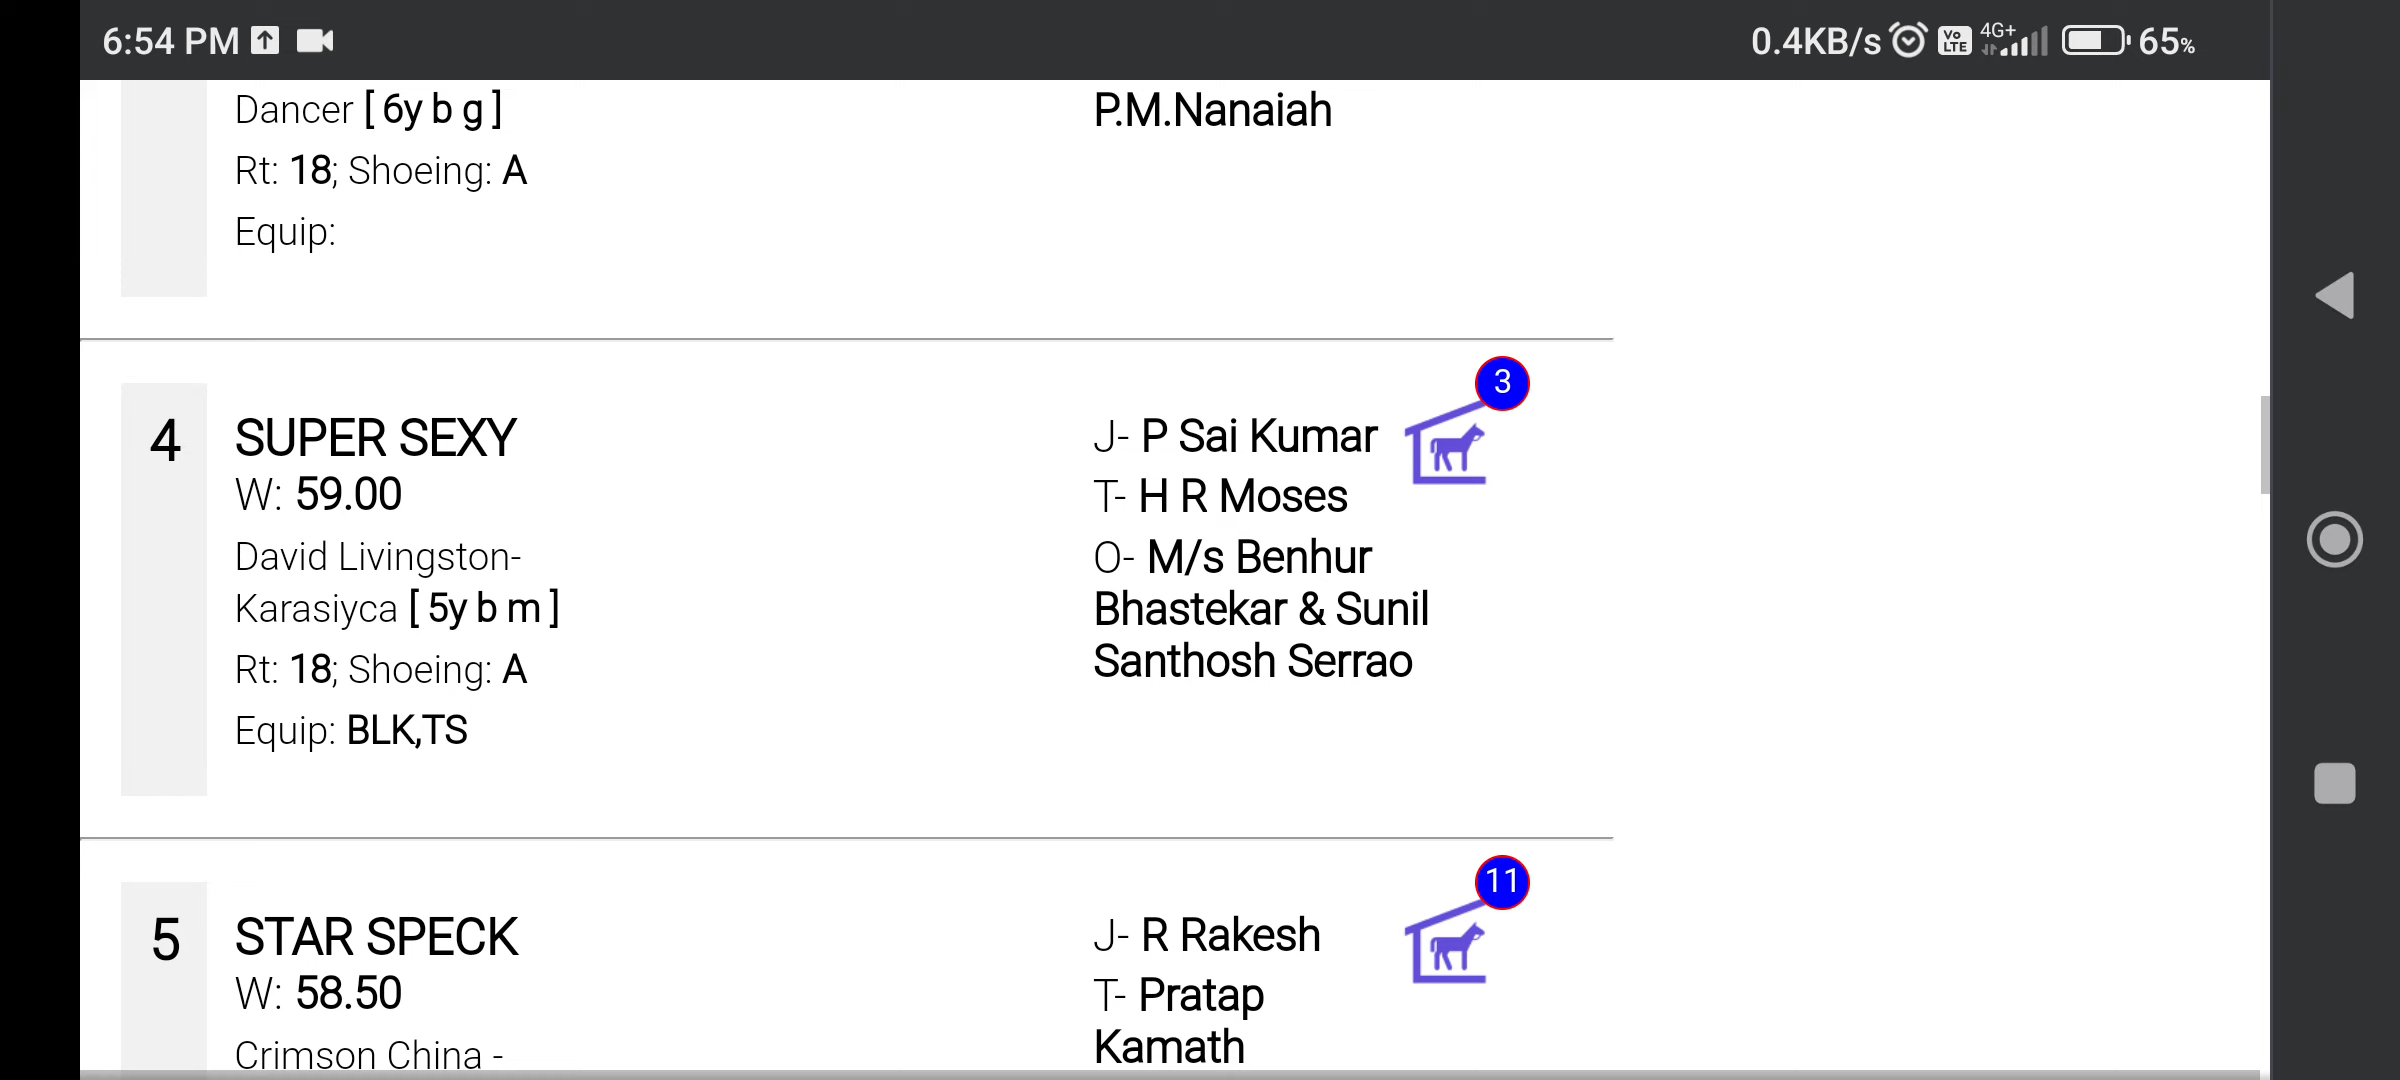 6:54 PM 0.4KB/s Vo LTE 4G+ 65%
Dancer [ 6y b g ]
P.M.Nanaiah
Rt: 18; Shoeing: A
Equip:
3
4 SUPER SEXY
J- P Sai Kumar
W: 59.00
T- H R Moses
David Livingston-
O- M/s Benhur
Karasiyca [ 5y b m ]
Bhastekar & Sunil
Rt: 18; Shoeing: A
Santhosh Serrao
Equip: BLK,TS
11
5 STAR SPECK
J- R Rakesh
W: 58.50
T- Pratap
Crimson China -
Kamath